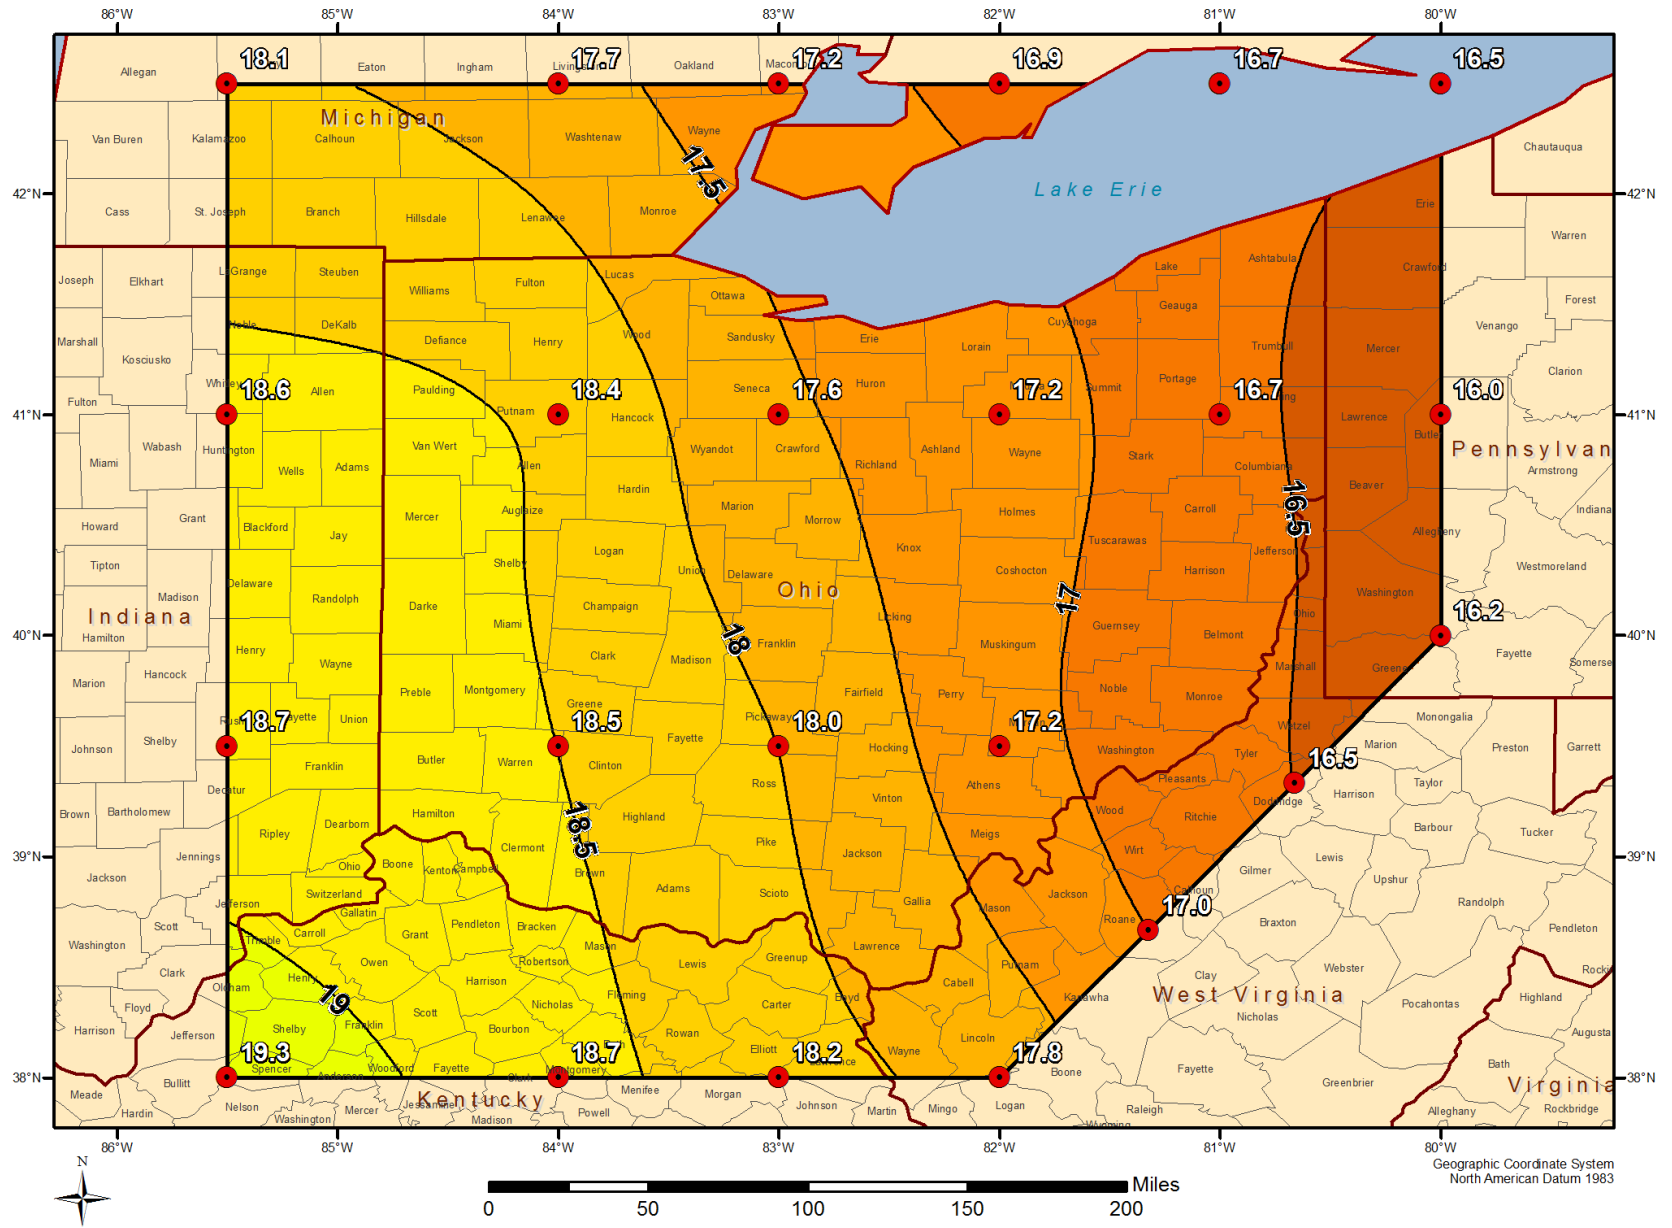 86°W 85°W 84°W 83°W 82°W 81°W 80°W
18.1 17.7 17.2 16.9 16.7 16.5
Allegan Eaton Ingham Oakland
Michigan
Van Buren Kalamazoo Calhoun Jackson Washtenaw Wayne Chautauqua
17.5
42°N Lake Erie 42°N
Cass St. Joseph Branch Hillsdale Lenawee Monroe Erie
Warren
Joseph Elkhart LaGrange Steuben Williams Fulton Lucas Ottawa Lake Ashtabula Crawford
Geauga Forest
Noble DeKalb Defiance Henry Wood Sandusky Erie Lorain Cuyahoga Trumbull Mercer Venango
Marshall Kosciusko
Whitley Allen Paulding Seneca Huron Summit Portage Clarion
18.6 18.4 17.6 17.2 16.7 16.0
Fulton Putnam Hancock Lawrence
41°N 41°N
Butler
Miami Wabash Huntington Wells Adams Van Wert Allen Wyandot Crawford Richland Ashland Wayne Stark Columbiana
Pennsylvan
Armstrong
Hardin Beaver
16.5
Howard Grant Blackford Jay Mercer Auglaize Marion Morrow Holmes Carroll Indiana
Allegheny
Logan Knox Tuscarawas Jefferson
Tipton Delaware Shelby Union Delaware Coshocton Harrison Westmoreland
Madison Randolph Darke Champaign Ohio Washington
17
Indiana Licking Ohio 16.2
Hamilton Miami Guernsey Belmont
40°N 18 40°N
Henry Wayne Clark Madison Franklin Muskingum Marshall Greene Fayette Somerse
Marion Hancock Preble Montgomery Fairfield Perry Noble Monroe
Rush Fayette Union Greene Pickaway Monongalia
18.7 18.5 18.0 17.2
Johnson Shelby Fayette Hocking Washington Tyler Wetzel Marion Preston Garrett
Decatur Franklin Butler Warren Clinton 16.5
Ross Athens Pleasants Taylor
Brown Bartholomew Hamilton Highland Vinton Wood Ritchie Doddridge Harrison
Ripley Dearborn Clermont 18.5 Pike Meigs Barbour Tucker
39°N 39°N
Jennings Ohio Boone Kenton Campbell Brown Jackson Wirt Lewis
Jackson Switzerland Adams Scioto Jackson Calhoun Gilmer Upshur
Jefferson Gallatin Gallia Mason Roane 17.0 Randolph
Scott Trimble Carroll Grant Pendleton Bracken Mason Braxton Pendleton
Washington Owen Robertson Lewis Greenup Lawrence Putnam
Clark Oldham Henry Harrison Cabell Clay Webster Rockin
19
Floyd Nicholas Fleming Carter Boyd Kanawha West Virginia Highland
Harrison Jefferson Shelby Franklin Scott Bourbon Rowan Lincoln Nicholas Pocahontas Augusta
19.3 18.7 18.2 17.8
Elliott Wayne
38°N 38°N
Bullitt Spencer Anderson Woodford Fayette Clark Montgomery Lawrence Boone Fayette Greenbrier Bath
Meade Nelson Kentucky Menifee Morgan Virginia
Hardin Washington Mercer Jessamine Madison Powell Johnson Martin Mingo Logan Raleigh Wyoming Alleghany Rockbridge
86°W 85°W 84°W 83°W 82°W 81°W 80°W
N
Geographic Coordinate System
North American Datum 1983
Miles
0 50 100 150 200